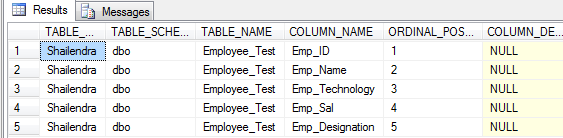 Results Messages
TABLE_... TABLE_SCHE... TABLE_NAME COLUMN_NAME ORDINAL_POS... COLUMN_DE...
1 Shailendra dbo Employee_Test Emp_ID 1 NULL
2 Shailendra dbo Employee_Test Emp_Name 2 NULL
3 Shailendra dbo Employee_Test Emp_Technology 3 NULL
4 Shailendra dbo Employee_Test Emp_Sal 4 NULL
5 Shailendra dbo Employee_Test Emp_Designation 5 NULL